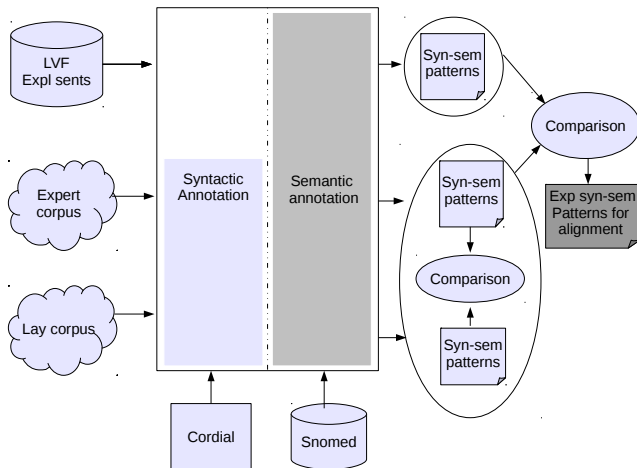 LVF
Expl sents
Syn-sem
patterns
Comparison
Expert
corpus
Syntactic
Annotation
Semantic
annotation
Syn-sem
patterns
Exp syn-sem
Patterns for
alignment
Comparison
Lay corpus
Syn-sem
patterns
Cordial
Snomed